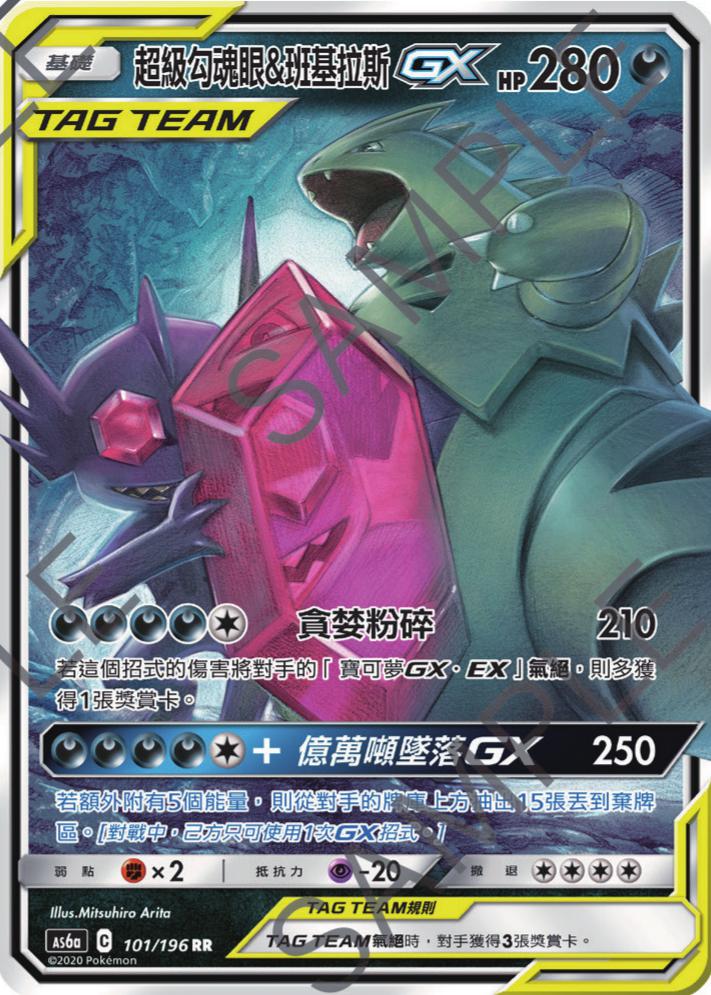 基礎 超級勾魂眼&班基拉斯GX HP280
TAG TEAM
貪婪粉碎 210
若這個招式的傷害將對手的「寶可夢GX・EX」氣絕,則多獲
得1張獎賞卡。
+ 億萬噸墜落GX 250
若額外附有5個能量,則從對手的牌庫上方抽出15張丟到棄牌
區。[對戰中,己方只可使用1次GX招式。]
弱點 ×2 抵抗力 -20 撤退
Illus.Mitsuhiro Arita
TAG TEAM規則
AS6a C 101/196 RR
TAG TEAM氣絕時,對手獲得3張獎賞卡。
©2020 Pokémon
SAMPLE
SAMPLE